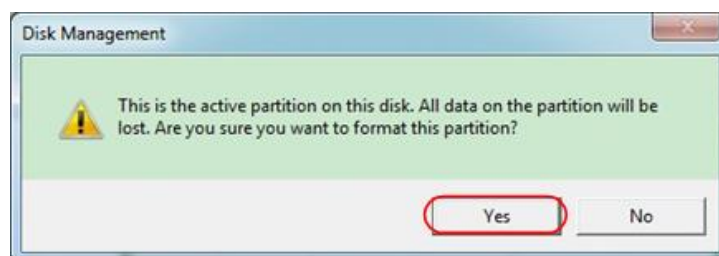 Disk Management
This is the active partition on this disk. All data on the partition will be
lost. Are you sure you want to format this partition?
Yes
No